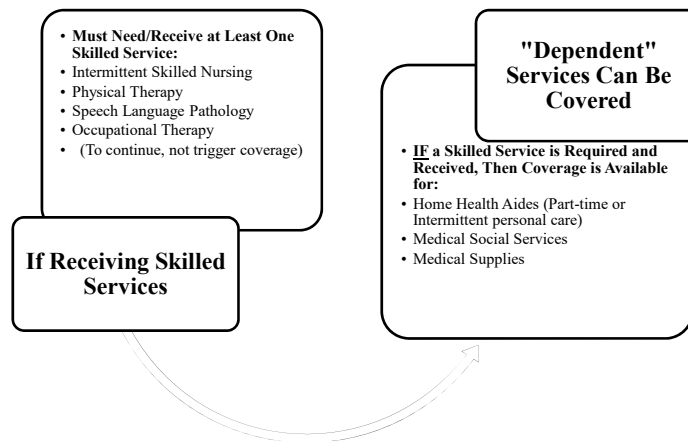 • Must Need/Receive at Least One
Skilled Service:
• Intermittent Skilled Nursing
• Physical Therapy
• Speech Language Pathology
• Occupational Therapy
• (To continue, not trigger coverage)
If Receiving Skilled
Services
"Dependent"
Services Can Be
Covered
• IF a Skilled Service is Required and
Received, Then Coverage is Available
for:
• Home Health Aides (Part-time or
Intermittent personal care)
• Medical Social Services
• Medical Supplies